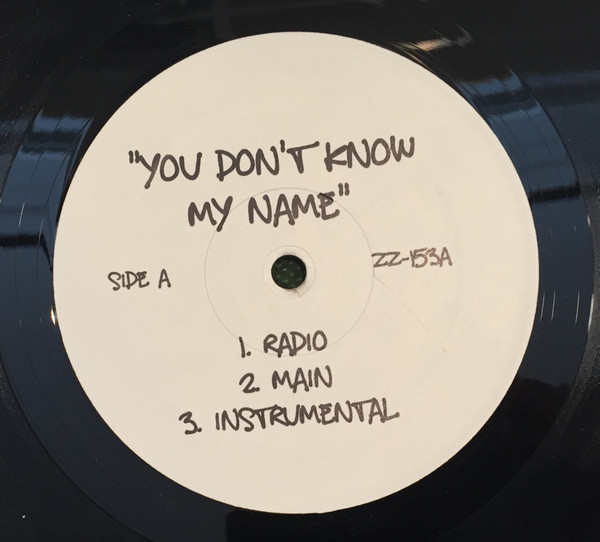 "YOU DON'T KNOW
MY NAME"
SIDE A
ZZ-153A
1. RADIO
2. MAIN
3. INSTRUMENTAL